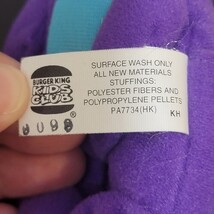 BURGER KING
KIDS
CLUB
SURFACE WASH ONLY
ALL NEW MATERIALS
STUFFINGS:
POLYESTER FIBERS AND
POLYPROPYLENE PELLETS
PA7734(HK) KH